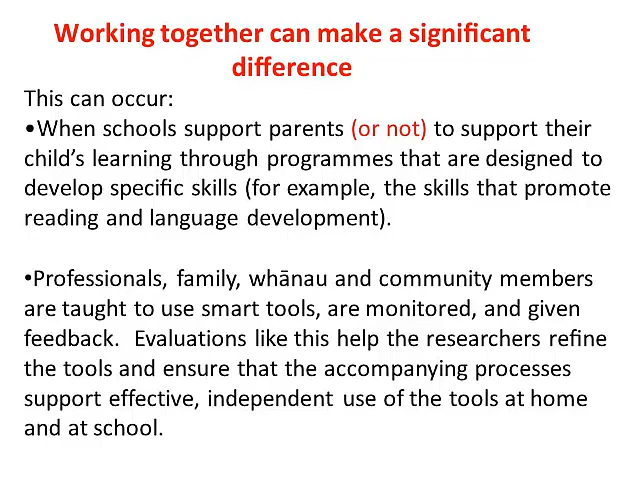 Working together can make a significant
difference
This can occur:
•When schools support parents (or not) to support their
child’s learning through programmes that are designed to
develop specific skills (for example, the skills that promote
reading and language development).
•Professionals, family, whānau and community members
are taught to use smart tools, are monitored, and given
feedback.  Evaluations like this help the researchers refine
the tools and ensure that the accompanying processes
support effective, independent use of the tools at home
and at school.